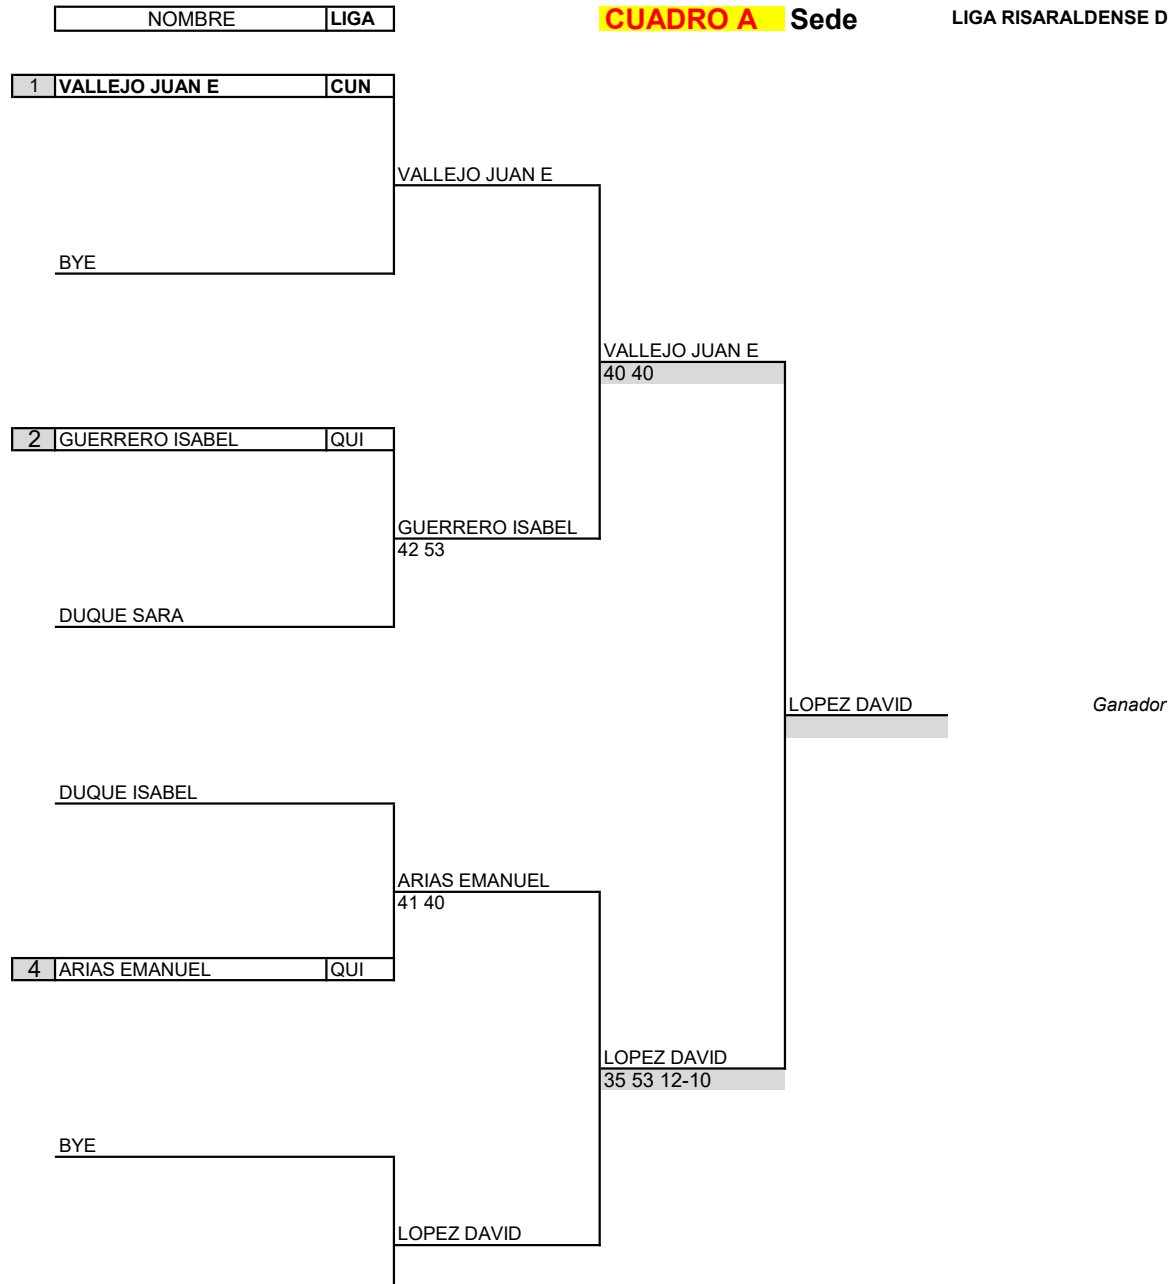 NOMBRE LIGA CUADRO A Sede LIGA RISARALDENSE D
1 VALLEJO JUAN E CUN
VALLEJO JUAN E
BYE
VALLEJO JUAN E
40 40
2 GUERRERO ISABEL QUI
GUERRERO ISABEL
42 53
DUQUE SARA
LOPEZ DAVID Ganador
DUQUE ISABEL
ARIAS EMANUEL
41 40
4 ARIAS EMANUEL QUI
LOPEZ DAVID
35 53 12-10
BYE
LOPEZ DAVID